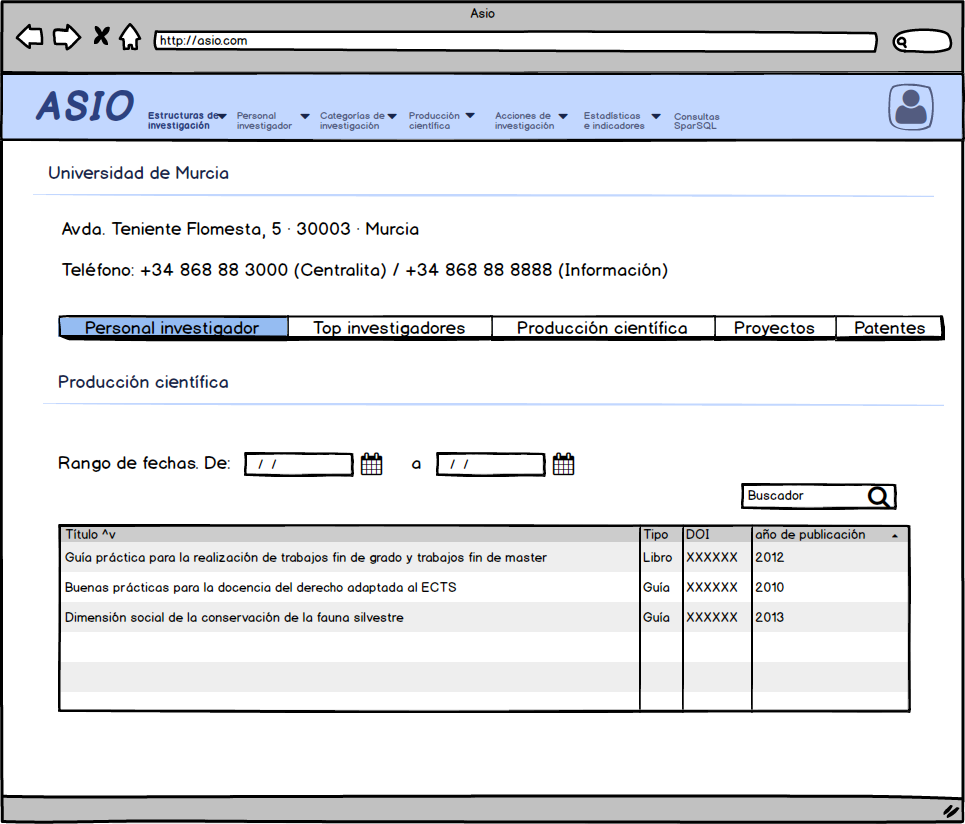 Asio
http://asio.com
ASIO
Estructuras de investigación
Personal investigador
Categorías de investigación
Producción científica
Acciones de investigación
Estadísticas e indicadores
Consultas SparSQL
Universidad de Murcia
Avda. Teniente Flomesta, 5 · 30003 · Murcia
Teléfono: +34 868 88 3000 (Centralita) / +34 868 88 8888 (Información)
Personal investigador Top investigadores Producción científica Proyectos Patentes
Producción científica
Rango de fechas. De: / / a / /
Buscador
Título ^v Tipo DOI año de publicación
Guía práctica para la realización de trabajos fin de grado y trabajos fin de master Libro XXXXXX 2012
Buenas prácticas para la docencia del derecho adaptada al ECTS Guía XXXXXX 2010
Dimensión social de la conservación de la fauna silvestre Guía XXXXXX 2013